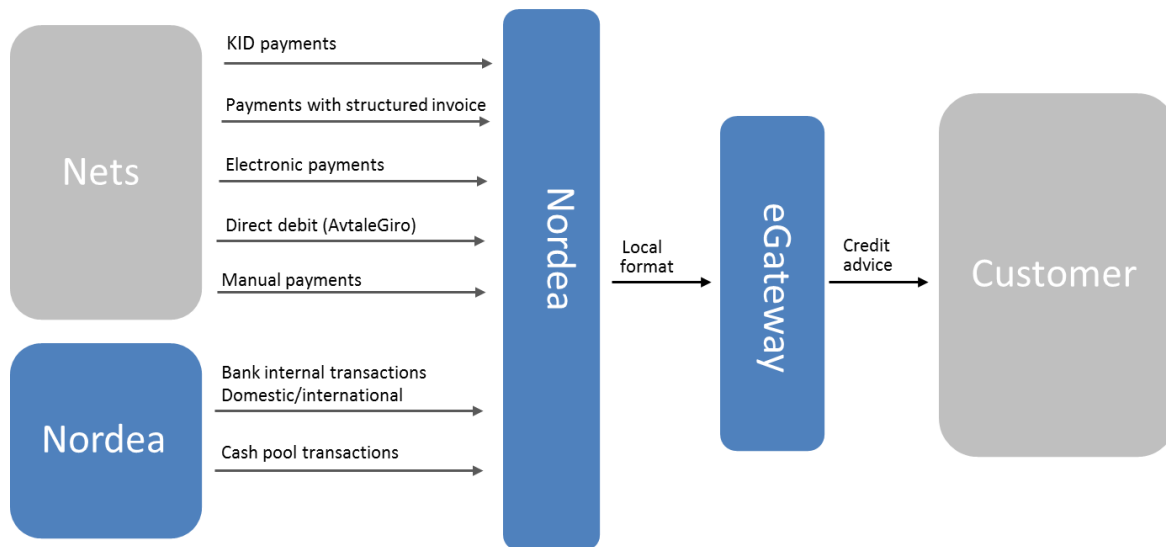 Nets
KID payments
Payments with structured invoice
Electronic payments
Direct debit (AvtaleGiro)
Manual payments
Nordea
Bank internal transactions
Domestic/international
Cash pool transactions
Nordea
Local
format
eGateway
Credit
advice
Customer